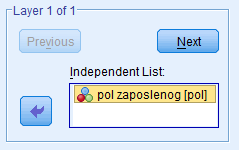 Layer 1 of 1
Previous
Next
Independent List:
pol zaposlenog [pol]